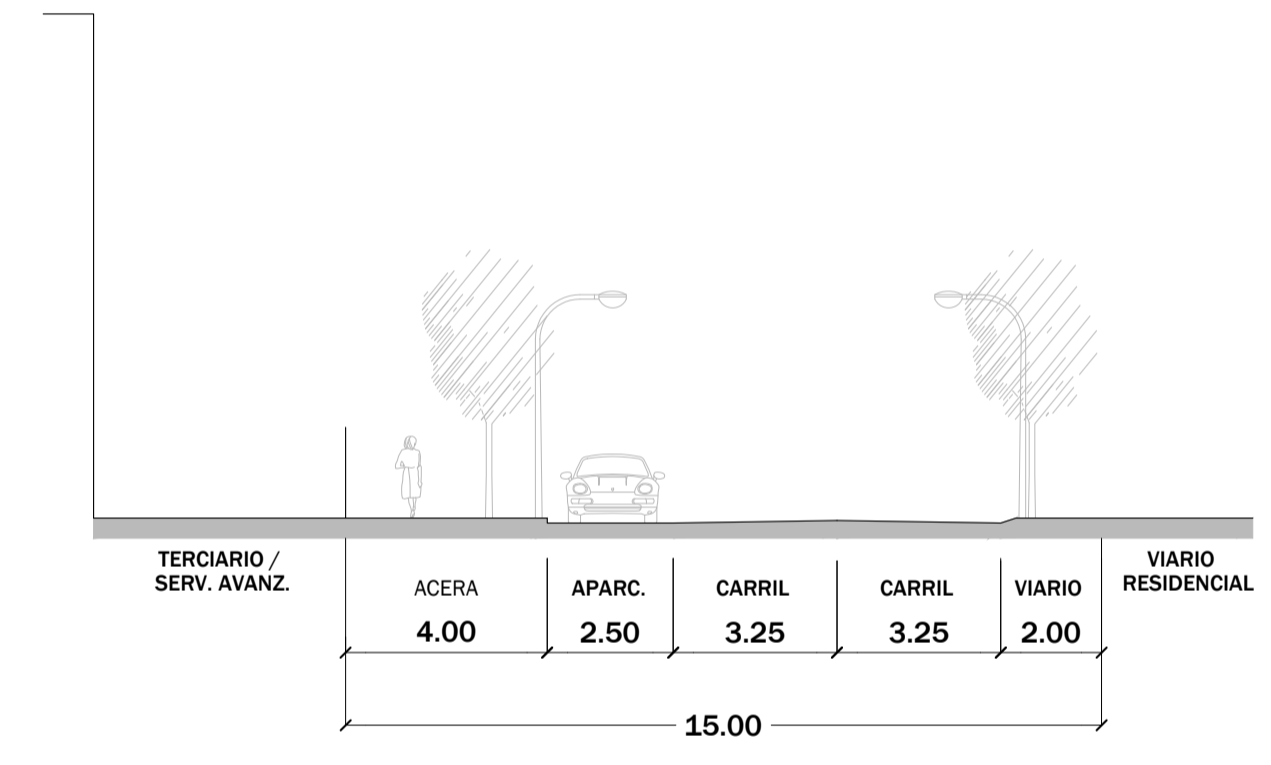 TERCIARIO /
SERV. AVANZ.
ACERA
4.00
APARC.
2.50
CARRIL
3.25
CARRIL
3.25
VIARIO
2.00
VIARIO
RESIDENCIAL
15.00